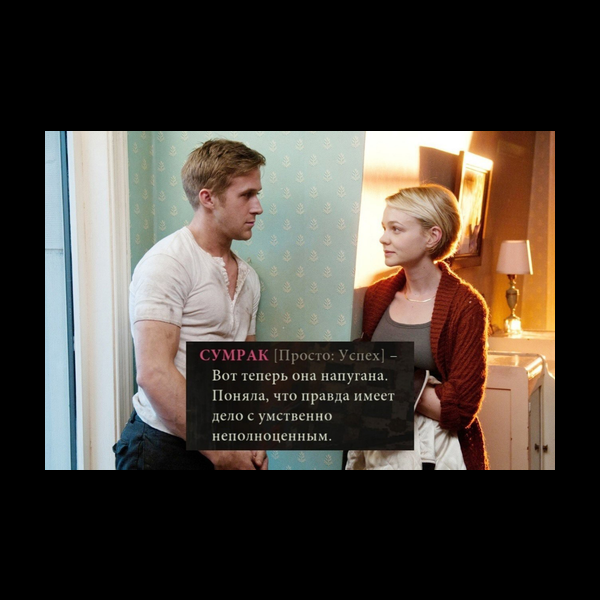 СУМРАК [Просто: Успех] –
Вот теперь она напугана.
Поняла, что правда имеет
дело с умственно
неполноценным.